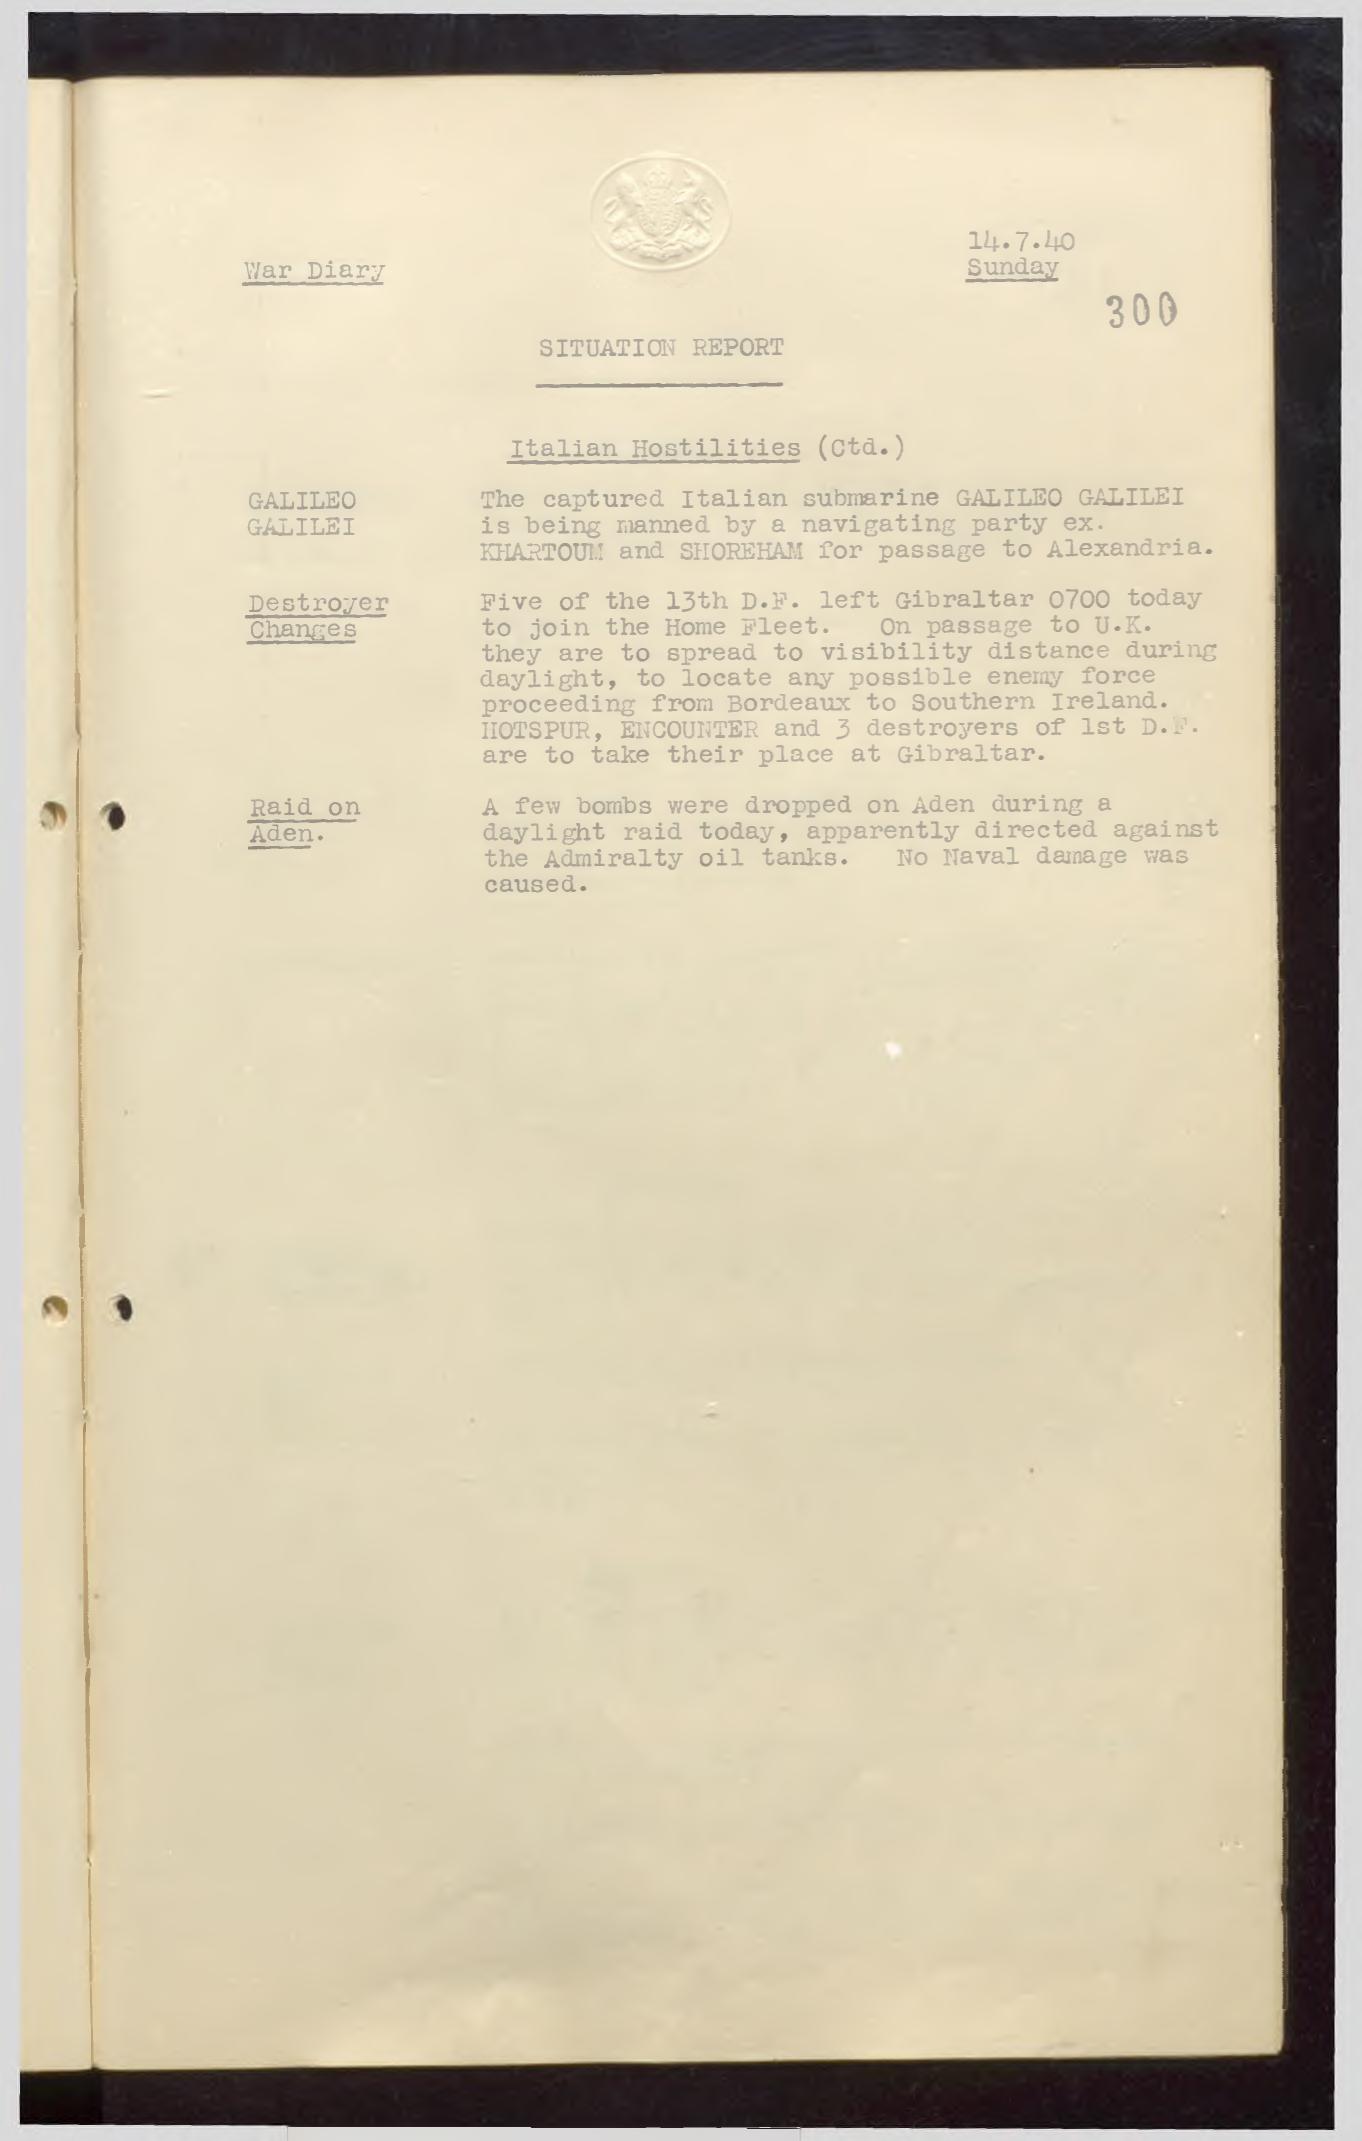 War Diary
14.7.40
Sunday
300
SITUATION REPORT
Italian Hostilities (Ctd.)
GALILEO
GALILEI
The captured Italian submarine GALILEO GALILEI
is being manned by a navigating party ex.
KHARTOUM and SHOREHAM for passage to Alexandria.
Destroyer
Changes
Five of the 13th D.F. left Gibraltar 0700 today
to join the Home Fleet. On passage to U.K.
they are to spread to visibility distance during
daylight, to locate any possible enemy force
proceeding from Bordeaux to Southern Ireland.
HOTSPUR, ENCOUNTER and 3 destroyers of 1st D.F.
are to take their place at Gibraltar.
Raid on
Aden.
A few bombs were dropped on Aden during a
daylight raid today, apparently directed against
the Admiralty oil tanks. No Naval damage was
caused.